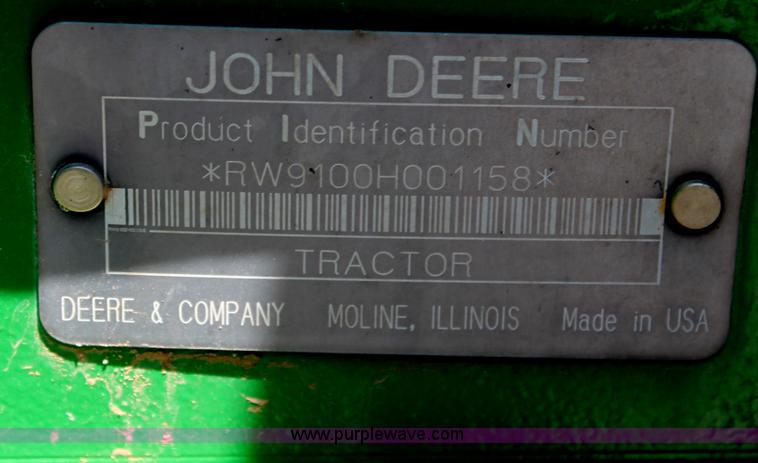 JOHN DEERE
Product Identification Number
*RW9100H001158*
TRACTOR
DEERE & COMPANY MOLINE, ILLINOIS Made in USA
www.purplewave.com